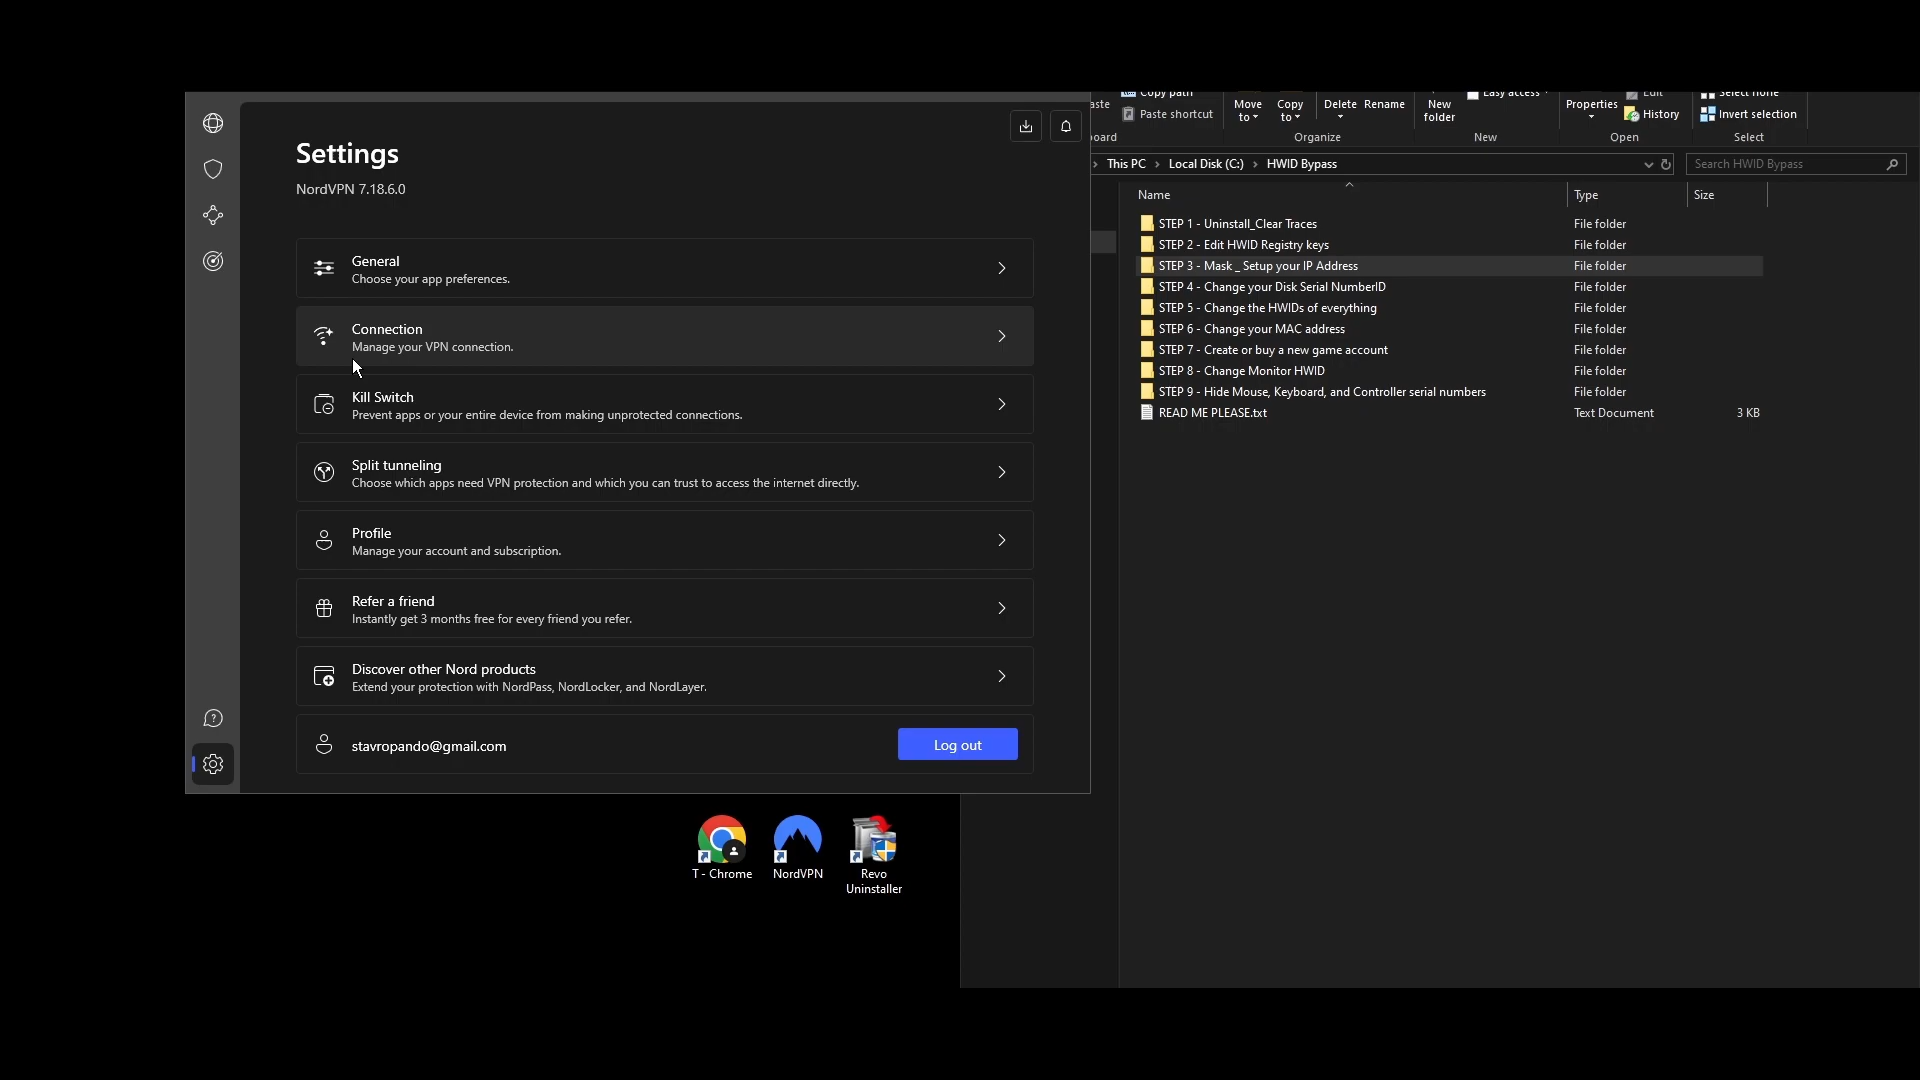 Settings
NordVPN 7.18.6.0
General
Choose your app preferences.
Connection
Manage your VPN connection.
Kill Switch
Prevent apps or your entire device from making unprotected connections.
Split tunneling
Choose which apps need VPN protection and which you can trust to access the internet directly.
Profile
Manage your account and subscription.
Refer a friend
Instantly get 3 months free for every friend you refer.
Discover other Nord products
Extend your protection with NordPass, NordLocker, and NordLayer.
stavropando@gmail.com
Log out
T - Chrome
NordVPN
Revo
Uninstaller
Copy path
Paste shortcut
Move
to
Copy
to
Delete
Rename
Organize
New
folder
Easy access
New
Properties
Edit
History
Open
Select none
Invert selection
Select
This PC > Local Disk (C:) > HWID Bypass
Search HWID Bypass
Name Type Size
STEP 1 - Uninstall_Clear Traces File folder
STEP 2 - Edit HWID Registry keys File folder
STEP 3 - Mask _ Setup your IP Address File folder
STEP 4 - Change your Disk Serial NumberID File folder
STEP 5 - Change the HWIDs of everything File folder
STEP 6 - Change your MAC address File folder
STEP 7 - Create or buy a new game account File folder
STEP 8 - Change Monitor HWID File folder
STEP 9 - Hide Mouse, Keyboard, and Controller serial numbers File folder
READ ME PLEASE.txt Text Document 3 KB